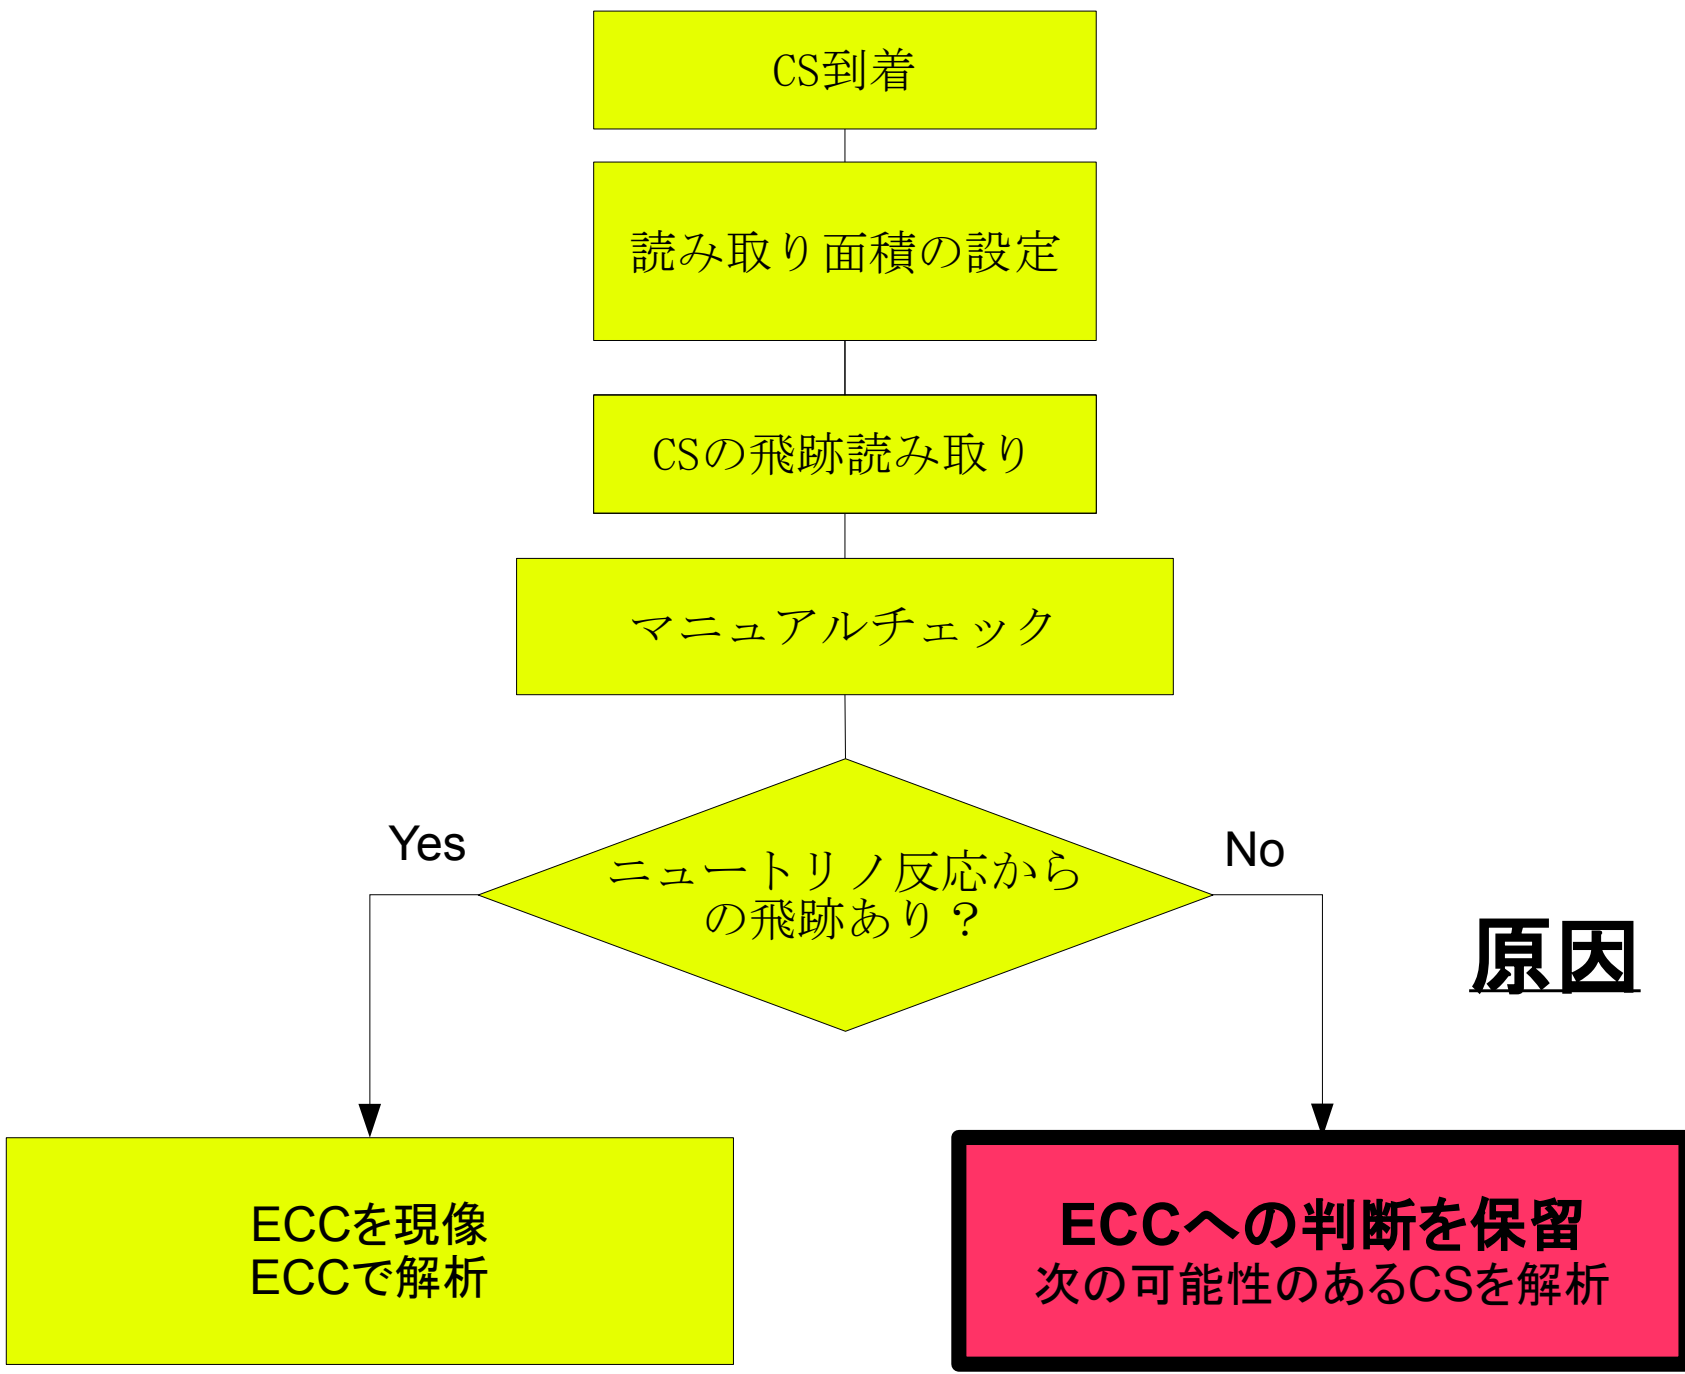 CS到着
読み取り面積の設定
CSの飛跡読み取り
マニュアルチェック
Yes
No
ニュートリノ反応から
の飛跡あり？
原因
ECCを現像
ECCで解析
ECCへの判断を保留
次の可能性のあるCSを解析